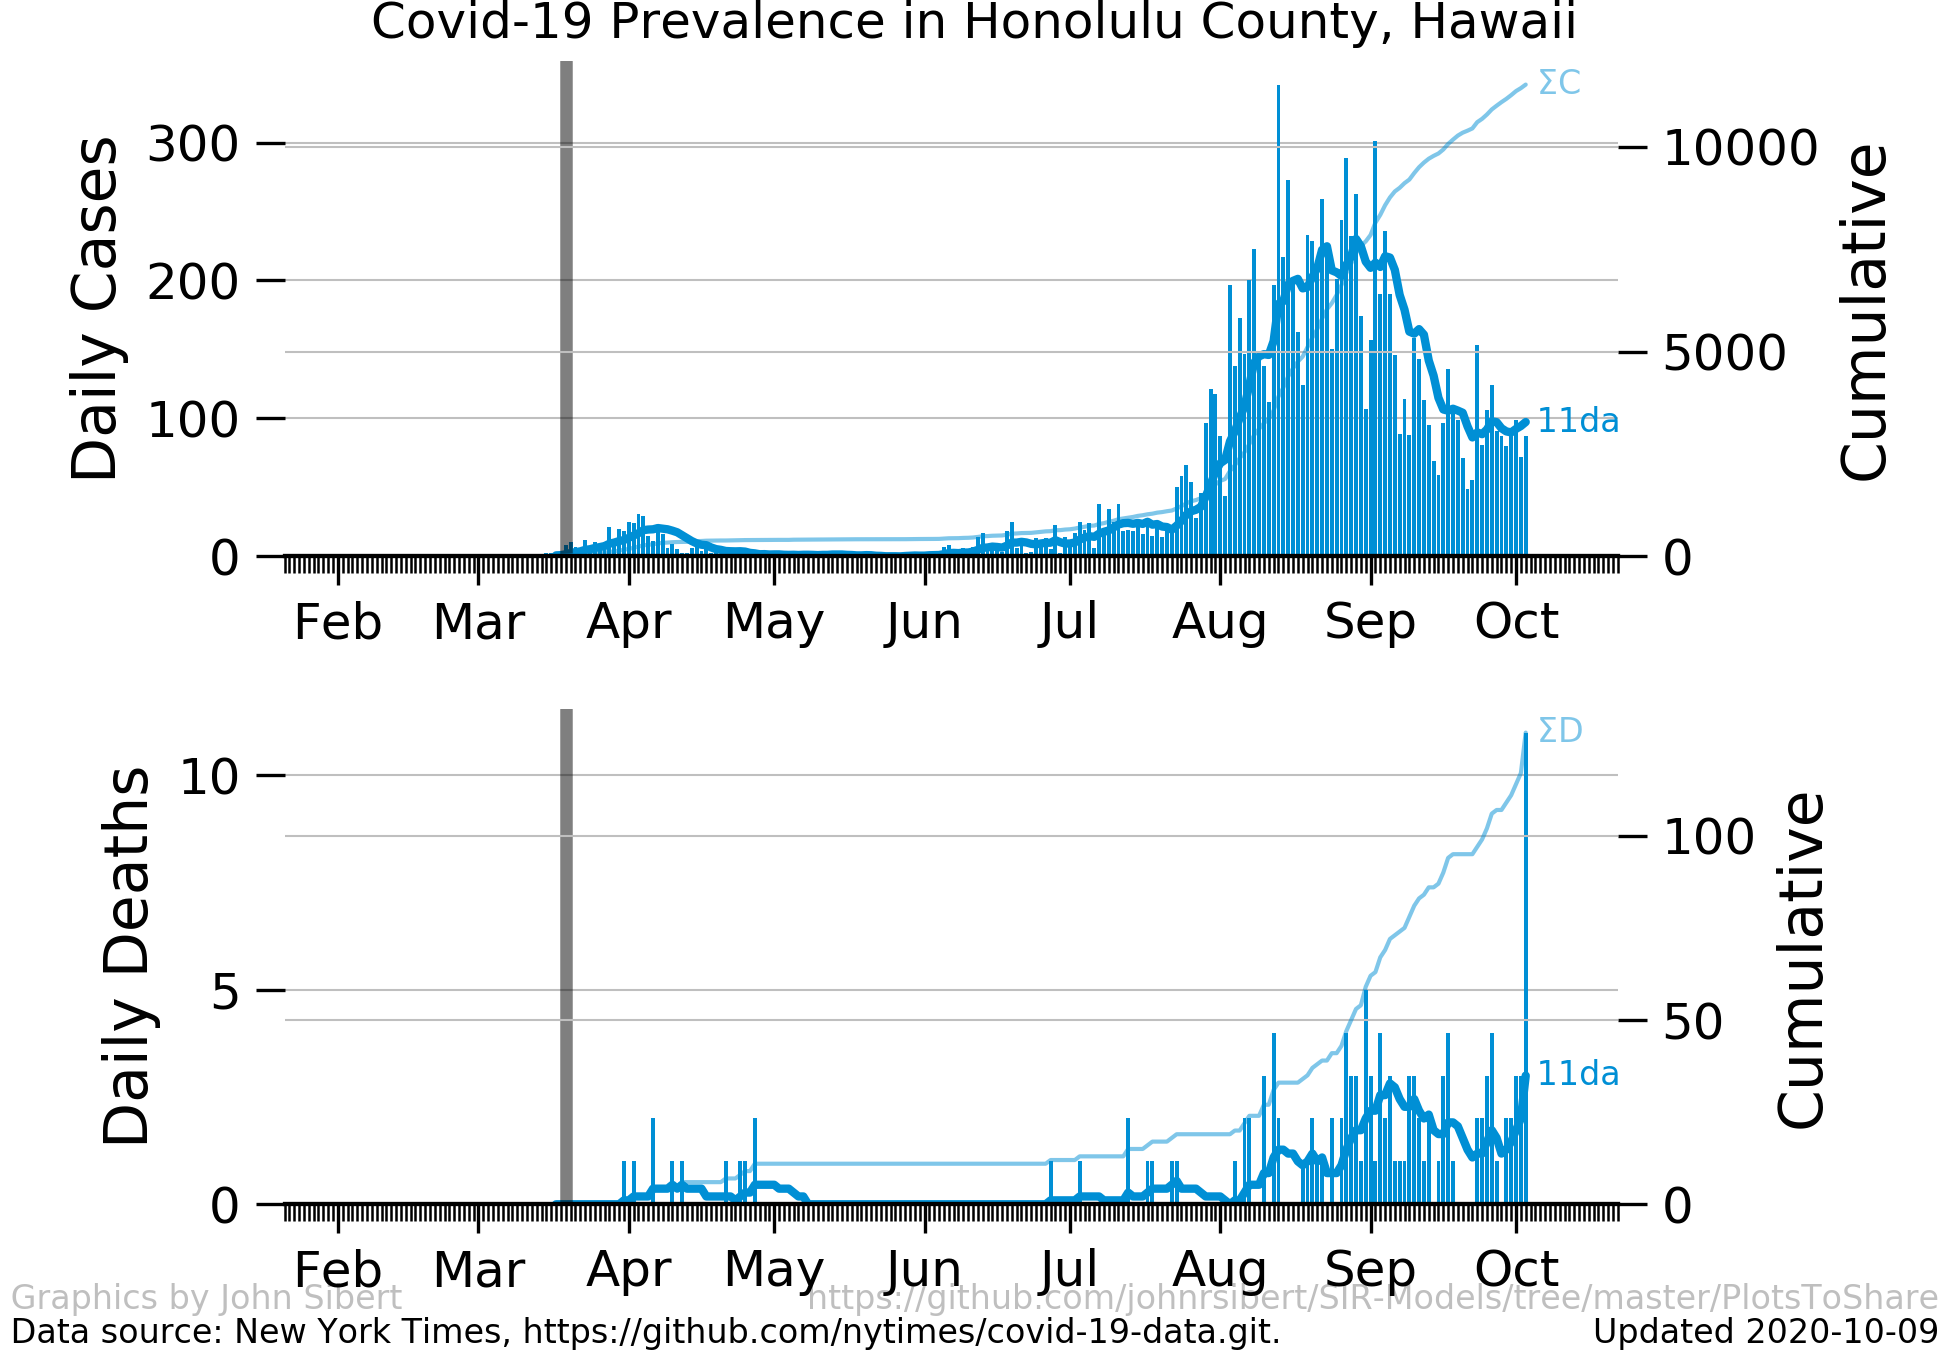 Covid-19 Prevalence in Honolulu County, Hawaii
Daily Cases
300
200
100
0
ΣC
11da
10000
5000
0
Cumulative
Feb Mar Apr May Jun Jul Aug Sep Oct
Daily Deaths
10
5
0
ΣD
11da
100
50
0
Cumulative
Feb Mar Apr May Jun Jul Aug Sep Oct
Graphics by John Sibert https://github.com/johnrsibert/SIR-Models/tree/master/PlotsToShare
Data source: New York Times, https://github.com/nytimes/covid-19-data.git. Updated 2020-10-09